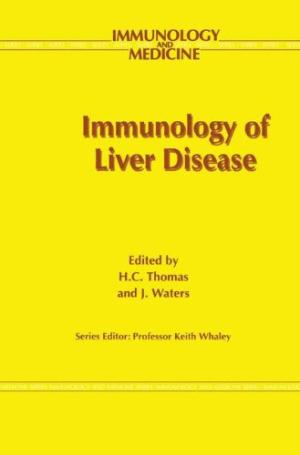 IMMUNOLOGY
AND
MEDICINE
Immunology of
Liver Disease
Edited by
H.C. Thomas
and J. Waters
Series Editor: Professor Keith Whaley